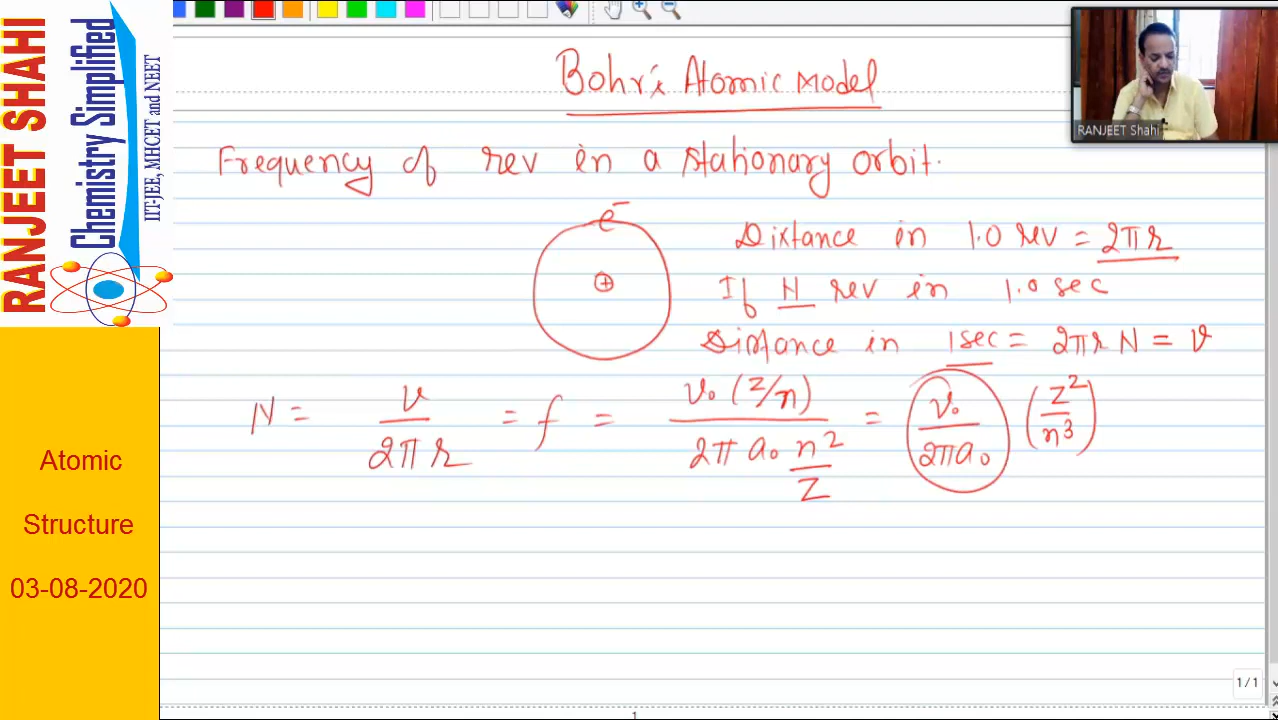 RANJEET SHAHI
Chemistry Simplified
IIT-JEE, MHCET and NEET
Atomic
Structure
03-08-2020
RANJEET Shahi
Bohr's Atomic model
Frequency of rev in a stationary orbit.
e⁻
⊕
Distance in 1.0 rev = 2πr
If N rev in 1.0 sec
Distance in 1sec = 2πr N = v
N = v/2πr = f = v₀ (z/n) / 2π a₀ n²/Z = v₀/2πa₀ (Z²/n³)
1/1
1